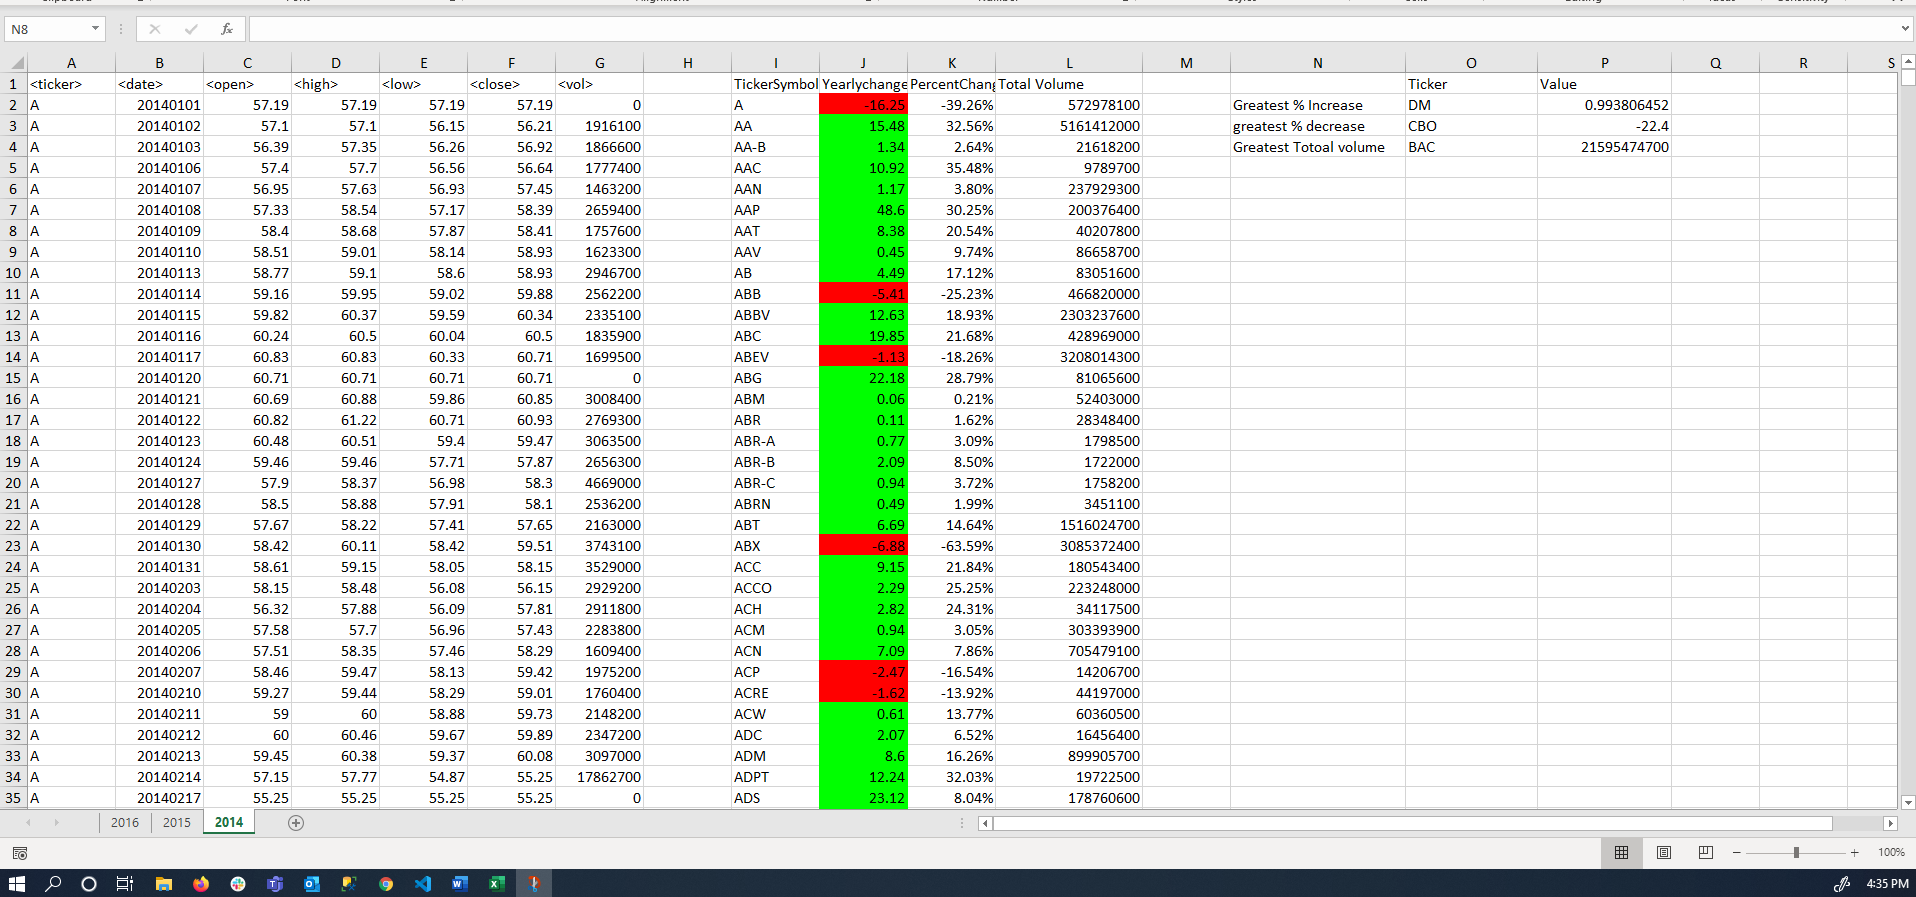 N8
fx
A B C D E F G H I J K L M N O P Q R S
1 <ticker> <date> <open> <high> <low> <close> <vol> TickerSymbol Yearlychange PercentChang Total Volume Ticker Value
2 A 20140101 57.19 57.19 57.19 57.19 0 A -16.25 -39.26% 572978100 Greatest % Increase DM 0.993806452
3 A 20140102 57.1 57.1 56.15 56.21 1916100 AA 15.48 32.56% 5161412000 greatest % decrease CBO -22.4
4 A 20140103 56.39 57.35 56.26 56.92 1866600 AA-B 1.34 2.64% 21618200 Greatest Totoal volume BAC 21595474700
5 A 20140106 57.4 57.7 56.56 56.64 1777400 AAC 10.92 35.48% 9789700
6 A 20140107 56.95 57.63 56.93 57.45 1463200 AAN 1.17 3.80% 237929300
7 A 20140108 57.33 58.54 57.17 58.39 2659400 AAP 48.6 30.25% 200376400
8 A 20140109 58.4 58.68 57.87 58.41 1757600 AAT 8.38 20.54% 40207800
9 A 20140110 58.51 59.01 58.14 58.93 1623300 AAV 0.45 9.74% 86658700
10 A 20140113 58.77 59.1 58.6 58.93 2946700 AB 4.49 17.12% 83051600
11 A 20140114 59.16 59.95 59.02 59.88 2562200 ABB -5.41 -25.23% 466820000
12 A 20140115 59.82 60.37 59.59 60.34 2335100 ABBV 12.63 18.93% 2303237600
13 A 20140116 60.24 60.5 60.04 60.5 1835900 ABC 19.85 21.68% 428969000
14 A 20140117 60.83 60.83 60.33 60.71 1699500 ABEV -1.13 -18.26% 3208014300
15 A 20140120 60.71 60.71 60.71 60.71 0 ABG 22.18 28.79% 81065600
16 A 20140121 60.69 60.88 59.86 60.85 3008400 ABM 0.06 0.21% 52403000
17 A 20140122 60.82 61.22 60.71 60.93 2769300 ABR 0.11 1.62% 28348400
18 A 20140123 60.48 60.51 59.4 59.47 3063500 ABR-A 0.77 3.09% 1798500
19 A 20140124 59.46 59.46 57.71 57.87 2656300 ABR-B 2.09 8.50% 1722000
20 A 20140127 57.9 58.37 56.98 58.3 4669000 ABR-C 0.94 3.72% 1758200
21 A 20140128 58.5 58.88 57.91 58.1 2536200 ABRN 0.49 1.99% 3451100
22 A 20140129 57.67 58.22 57.41 57.65 2163000 ABT 6.69 14.64% 1516024700
23 A 20140130 58.42 60.11 58.42 59.51 3743100 ABX -6.88 -63.59% 3085372400
24 A 20140131 58.61 59.15 58.05 58.15 3529000 ACC 9.15 21.84% 180543400
25 A 20140203 58.15 58.48 56.08 56.15 2929200 ACCO 2.29 25.25% 223248000
26 A 20140204 56.32 57.88 56.09 57.81 2911800 ACH 2.82 24.31% 34117500
27 A 20140205 57.58 57.7 56.96 57.43 2283800 ACM 0.94 3.05% 303393900
28 A 20140206 57.51 58.35 57.46 58.29 1609400 ACN 7.09 7.86% 705479100
29 A 20140207 58.46 59.47 58.13 59.42 1975200 ACP -2.47 -16.54% 14206700
30 A 20140210 59.27 59.44 58.29 59.01 1760400 ACRE -1.62 -13.92% 44197000
31 A 20140211 59 60 58.88 59.73 2148200 ACW 0.61 13.77% 60360500
32 A 20140212 60 60.46 59.67 59.89 2347200 ADC 2.07 6.52% 16456400
33 A 20140213 59.45 60.38 59.37 60.08 3097000 ADM 8.6 16.26% 899905700
34 A 20140214 57.15 57.77 54.87 55.25 17862700 ADPT 12.24 32.03% 19722500
35 A 20140217 55.25 55.25 55.25 55.25 0 ADS 23.12 8.04% 178760600
2016 2015 2014
100%
4:35 PM